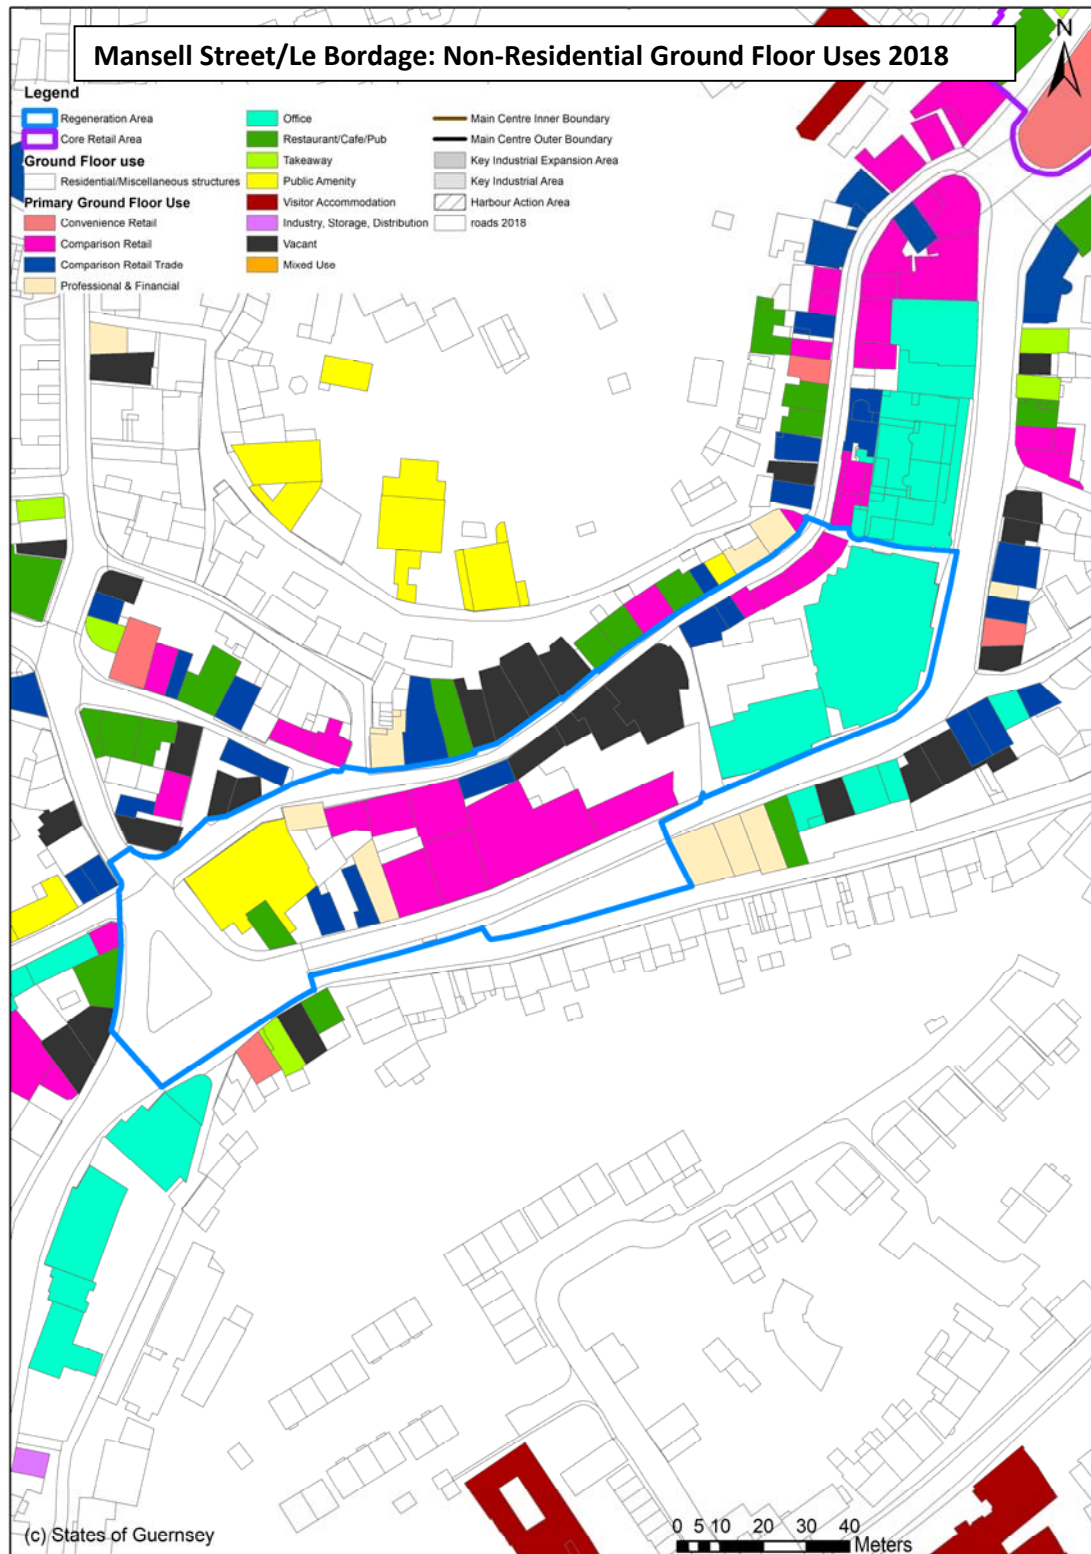 Mansell Street/Le Bordage: Non-Residential Ground Floor Uses 2018
N
Legend
Regeneration Area
Core Retail Area
Ground Floor use
Residential/Miscellaneous structures
Primary Ground Floor Use
Convenience Retail
Comparison Retail
Comparison Retail Trade
Professional & Financial
Office
Restaurant/Cafe/Pub
Takeaway
Public Amenity
Visitor Accommodation
Industry, Storage, Distribution
Vacant
Mixed Use
Main Centre Inner Boundary
Main Centre Outer Boundary
Key Industrial Expansion Area
Key Industrial Area
Harbour Action Area
roads 2018
(c) States of Guernsey
0 5 10 20 30 40
Meters